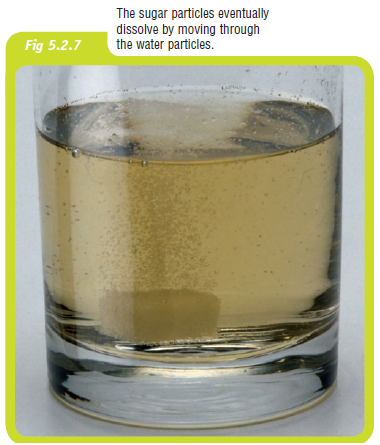 The sugar particles eventually
dissolve by moving through
the water particles.
Fig 5.2.7